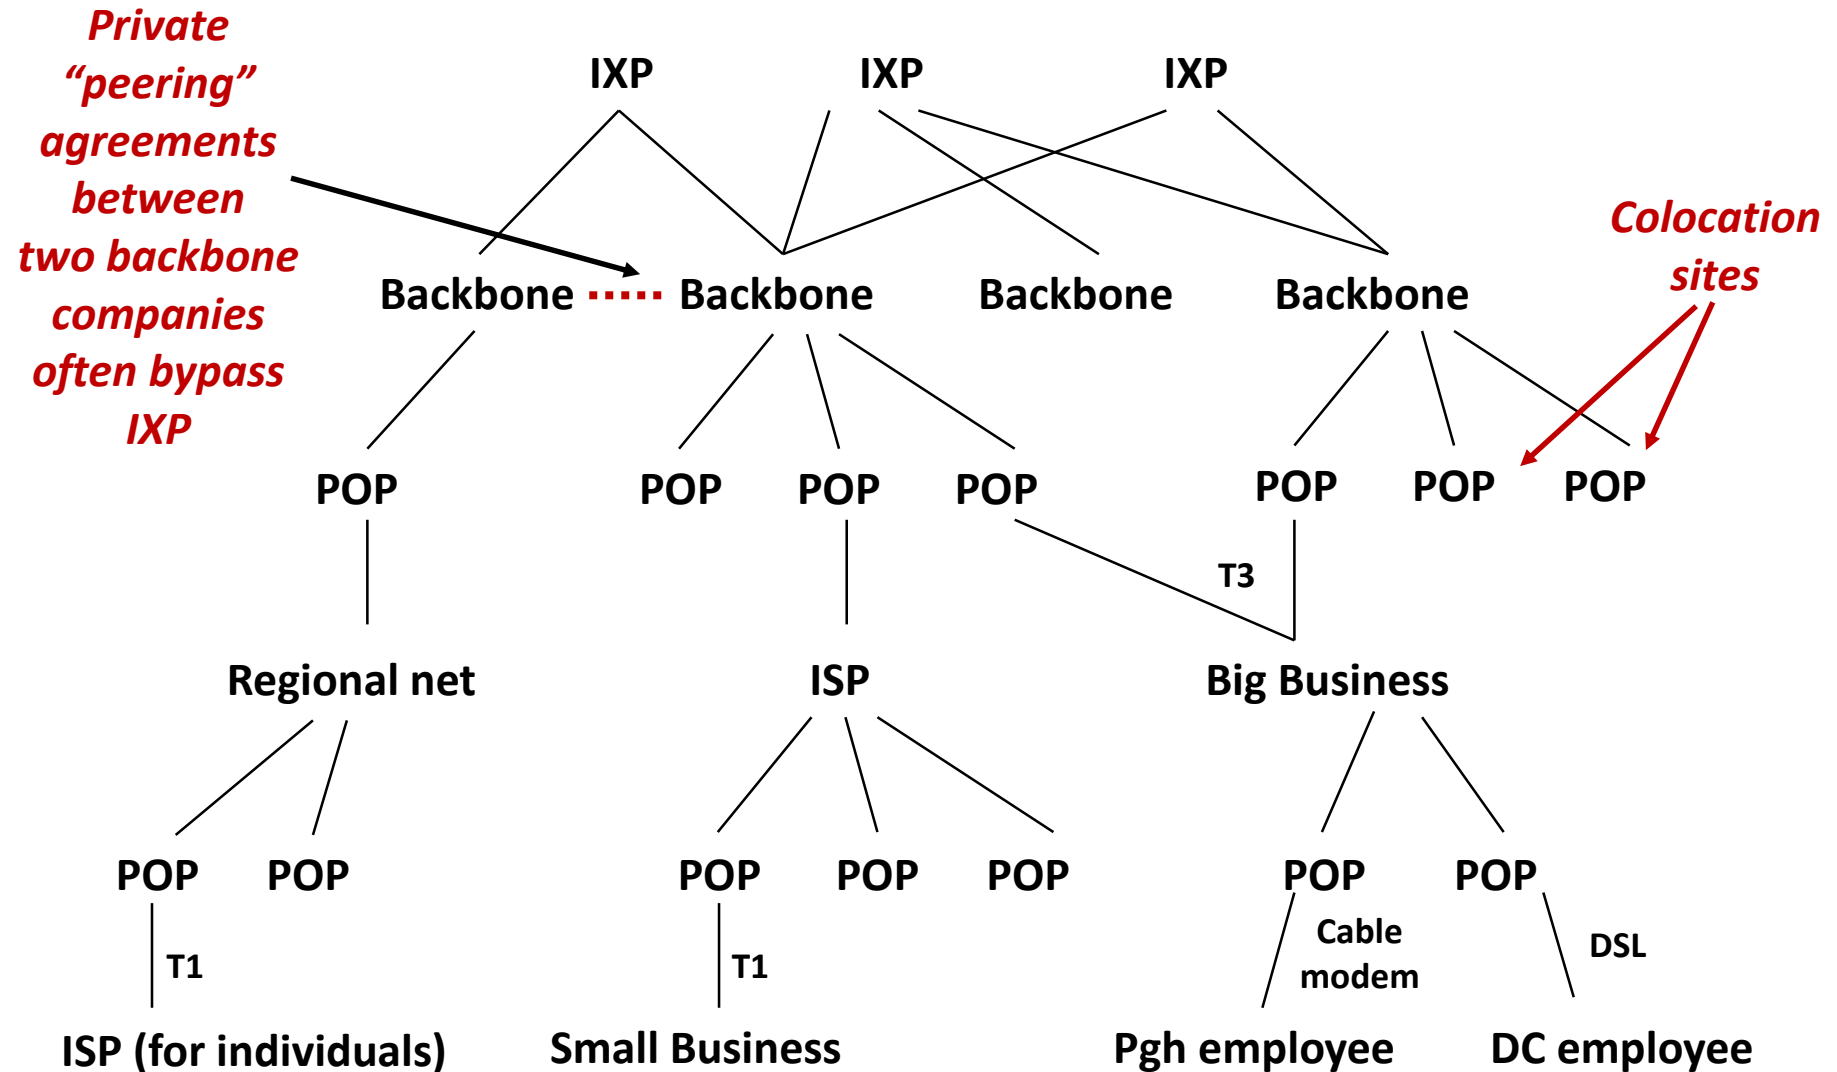 Private
“peering”
agreements
between
two backbone
companies
often bypass
IXP
IXP IXP IXP
Colocation
sites
Backbone Backbone Backbone Backbone
POP POP POP POP POP POP POP
T3
Regional net ISP Big Business
POP POP POP POP POP POP POP
T1 T1 Cable
modem
DSL
ISP (for individuals) Small Business Pgh employee DC employee